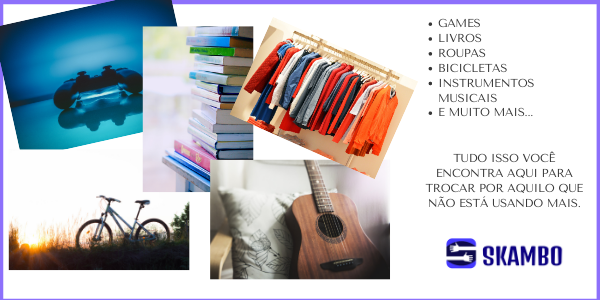 • GAMES
• LIVROS
• ROUPAS
• BICICLETAS
• INSTRUMENTOS
MUSICAIS
• E MUITO MAIS...
TUDO ISSO VOCÊ
ENCONTRA AQUI PARA
TROCAR POR AQUILO QUE
NÃO ESTÁ USANDO MAIS.
SKAMBO